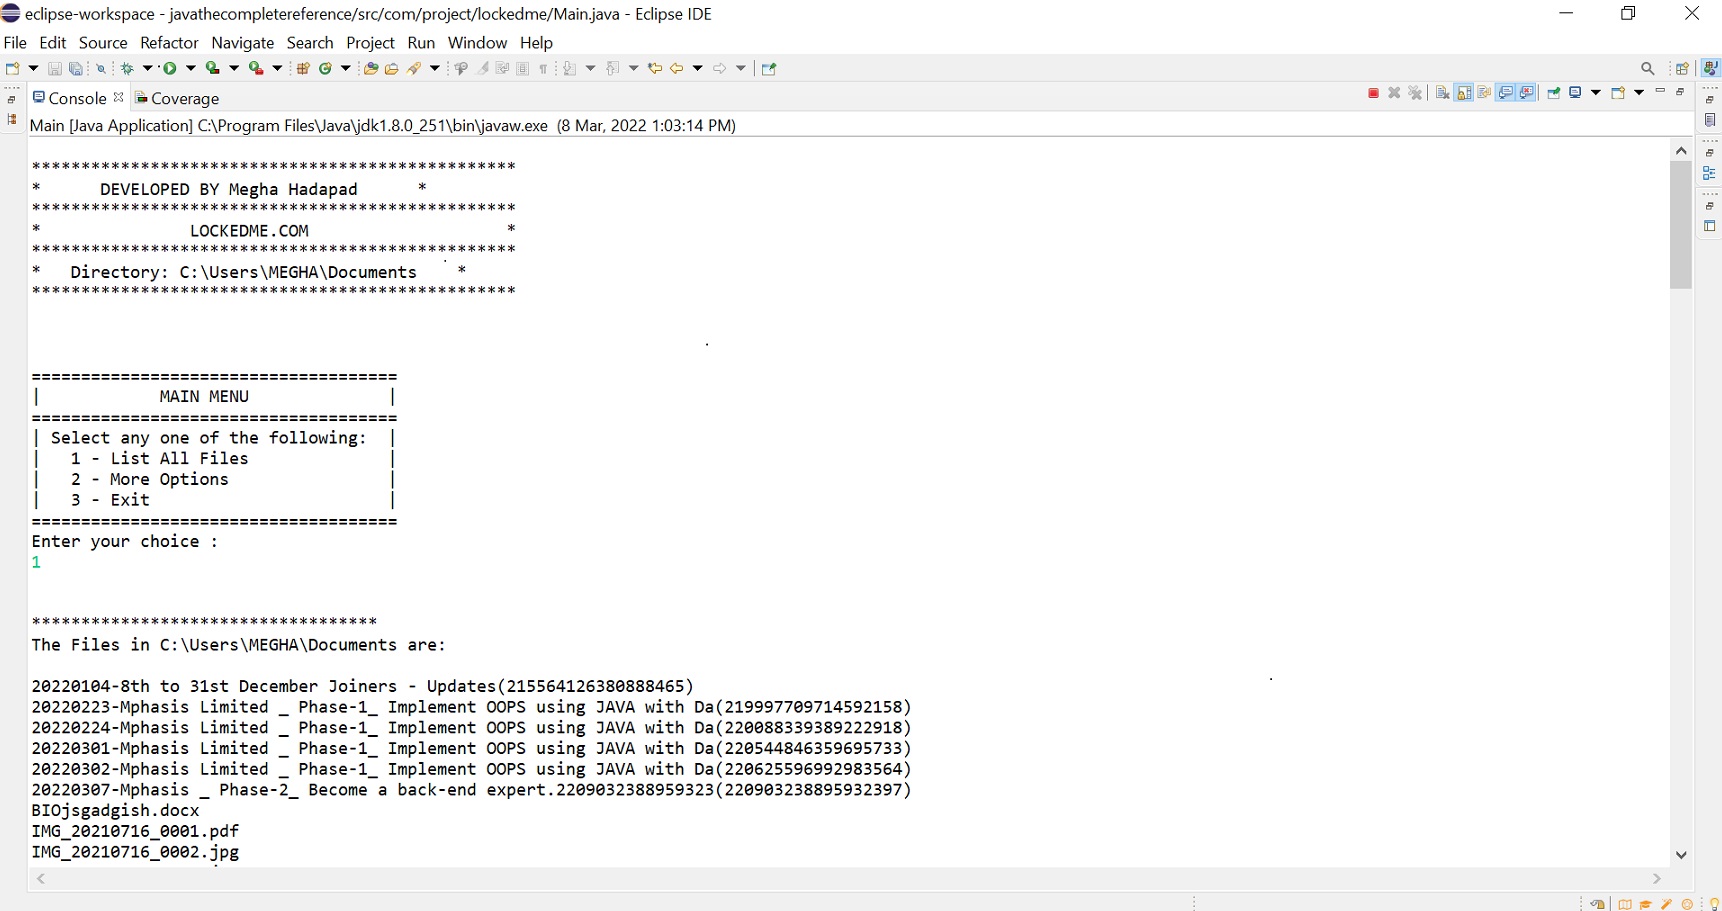 eclipse-workspace - javathecompletereference/src/com/project/lockedme/Main.java - Eclipse IDE
File Edit Source Refactor Navigate Search Project Run Window Help
Console Coverage
Main [Java Application] C:\Program Files\Java\jdk1.8.0_251\bin\javaw.exe (8 Mar, 2022 1:03:14 PM)
*************************************************
* DEVELOPED BY Megha Hadapad *
*************************************************
* LOCKEDME.COM *
*************************************************
* Directory: C:\Users\MEGHA\Documents *
*************************************************
=====================================
| MAIN MENU |
=====================================
| Select any one of the following: |
| 1 - List All Files |
| 2 - More Options |
| 3 - Exit |
=====================================
Enter your choice :
1
***********************************
The Files in C:\Users\MEGHA\Documents are:
20220104-8th to 31st December Joiners - Updates(215564126380888465)
20220223-Mphasis Limited _ Phase-1_ Implement OOPS using JAVA with Da(219997709714592158)
20220224-Mphasis Limited _ Phase-1_ Implement OOPS using JAVA with Da(220088339389222918)
20220301-Mphasis Limited _ Phase-1_ Implement OOPS using JAVA with Da(220544846359695733)
20220302-Mphasis Limited _ Phase-1_ Implement OOPS using JAVA with Da(220625596992983564)
20220307-Mphasis _ Phase-2_ Become a back-end expert.2209032388959323(220903238895932397)
BIOjsgadgish.docx
IMG_20210716_0001.pdf
IMG_20210716_0002.jpg